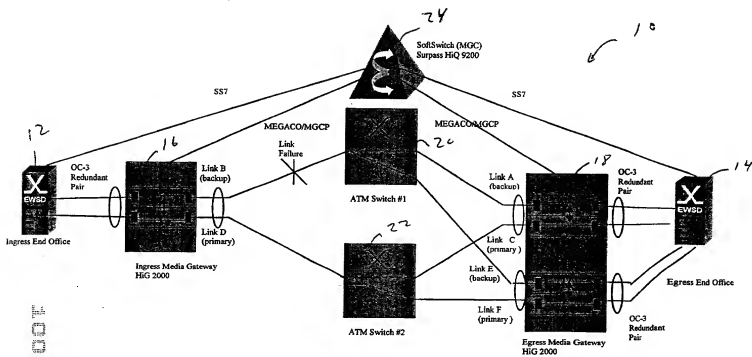 24
SoftSwitch (MGC)
Surpass HiQ 9200
10
SS7
SS7
12
16
MEGACO/MGCP
MEGACO/MGCP
Link
Failure
20
18
14
OC-3
Redundant
Pair
Link B
(backup)
Link A
(backup)
OC-3
Redundant
Pair
EWSD
EWSD
ATM Switch #1
Ingress End Office
Link D
(primary)
22
Link C
(primary)
Link E
(backup)
Egress End Office
Ingress Media Gateway
HiG 2000
Link F
(primary)
OC-3
Redundant
Pair
ATM Switch #2
Egress Media Gateway
HiG 2000